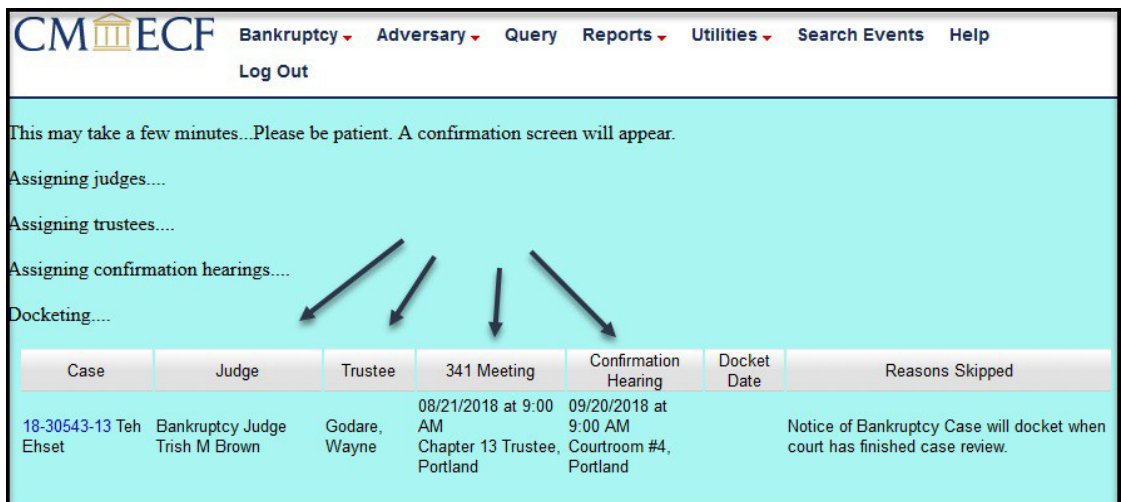 CM ECF Bankruptcy Adversary Query Reports Utilities Search Events Help
Log Out
This may take a few minutes...Please be patient. A confirmation screen will appear.
Assigning judges....
Assigning trustees....
Assigning confirmation hearings....
Docketing....
Case Judge Trustee 341 Meeting Confirmation Hearing Docket Date Reasons Skipped
18-30543-13 Teh Ehset
Bankruptcy Judge
Trish M Brown
Godare,
Wayne
08/21/2018 at 9:00
AM
Chapter 13 Trustee,
Portland
09/20/2018 at
9:00 AM
Courtroom #4,
Portland
Notice of Bankruptcy Case will docket when
court has finished case review.